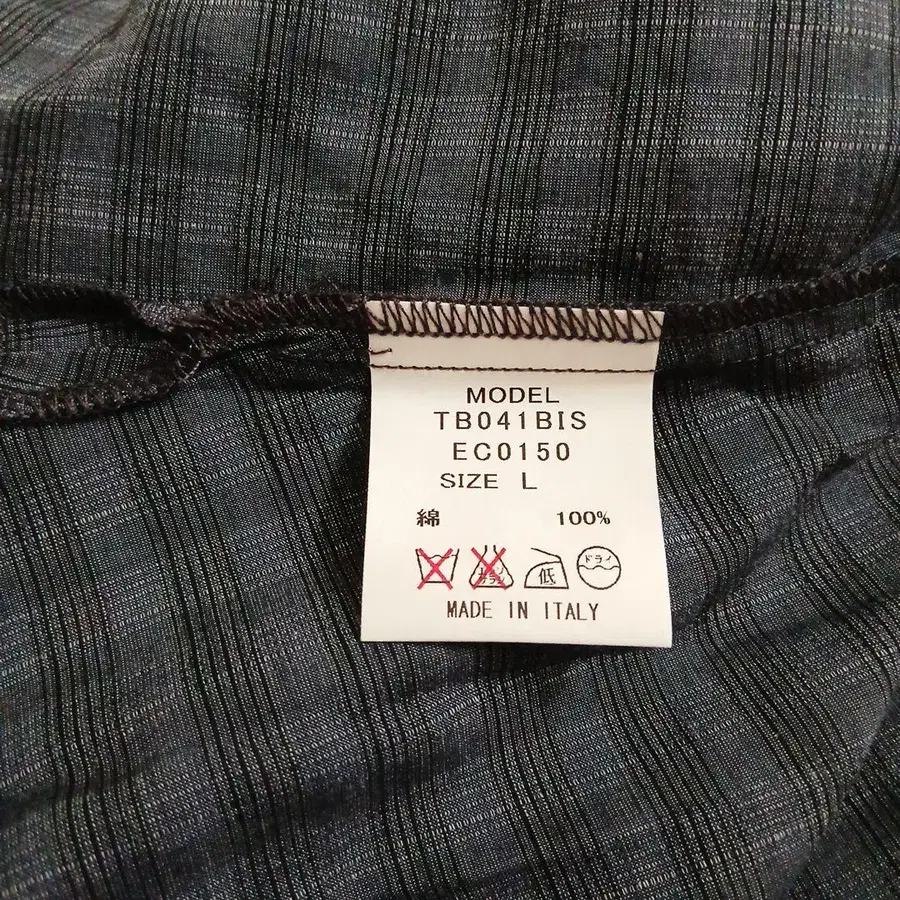 MODEL
TB041BIS
EC0150
SIZE L
綿 100%
低 ドライ
MADE IN ITALY